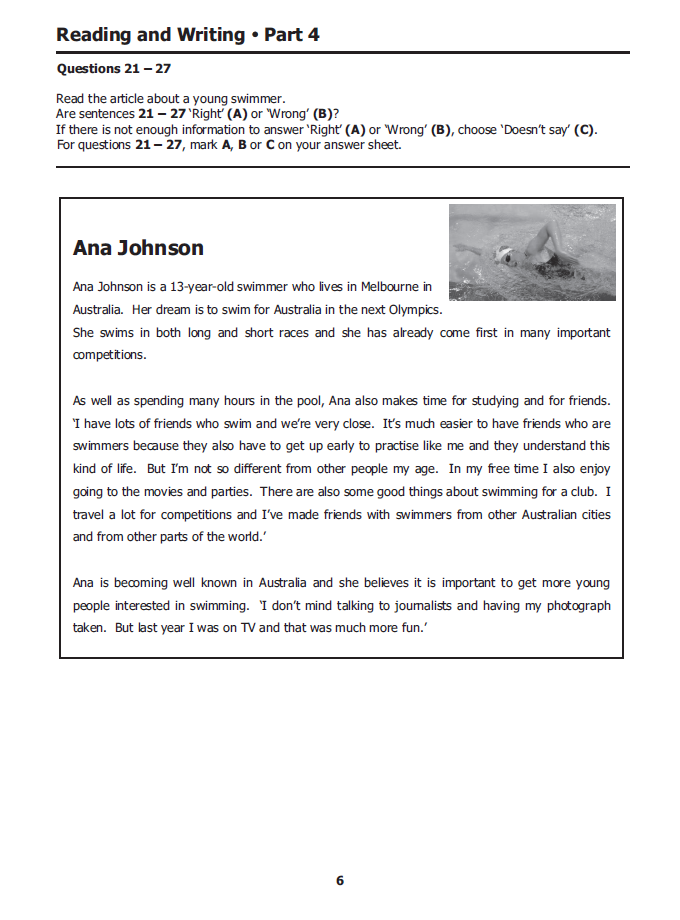 Reading and Writing • Part 4
Questions 21 – 27
Read the article about a young swimmer.
Are sentences 21 – 27 ‘Right’ (A) or ‘Wrong’ (B)?
If there is not enough information to answer ‘Right’ (A) or ‘Wrong’ (B), choose ‘Doesn’t say’ (C).
For questions 21 – 27, mark A, B or C on your answer sheet.
Ana Johnson
Ana Johnson is a 13-year-old swimmer who lives in Melbourne in
Australia. Her dream is to swim for Australia in the next Olympics.
She swims in both long and short races and she has already come first in many important
competitions.
As well as spending many hours in the pool, Ana also makes time for studying and for friends.
‘I have lots of friends who swim and we’re very close. It’s much easier to have friends who are
swimmers because they also have to get up early to practise like me and they understand this
kind of life. But I’m not so different from other people my age. In my free time I also enjoy
going to the movies and parties. There are also some good things about swimming for a club. I
travel a lot for competitions and I’ve made friends with swimmers from other Australian cities
and from other parts of the world.’
Ana is becoming well known in Australia and she believes it is important to get more young
people interested in swimming. ‘I don’t mind talking to journalists and having my photograph
taken. But last year I was on TV and that was much more fun.’
6